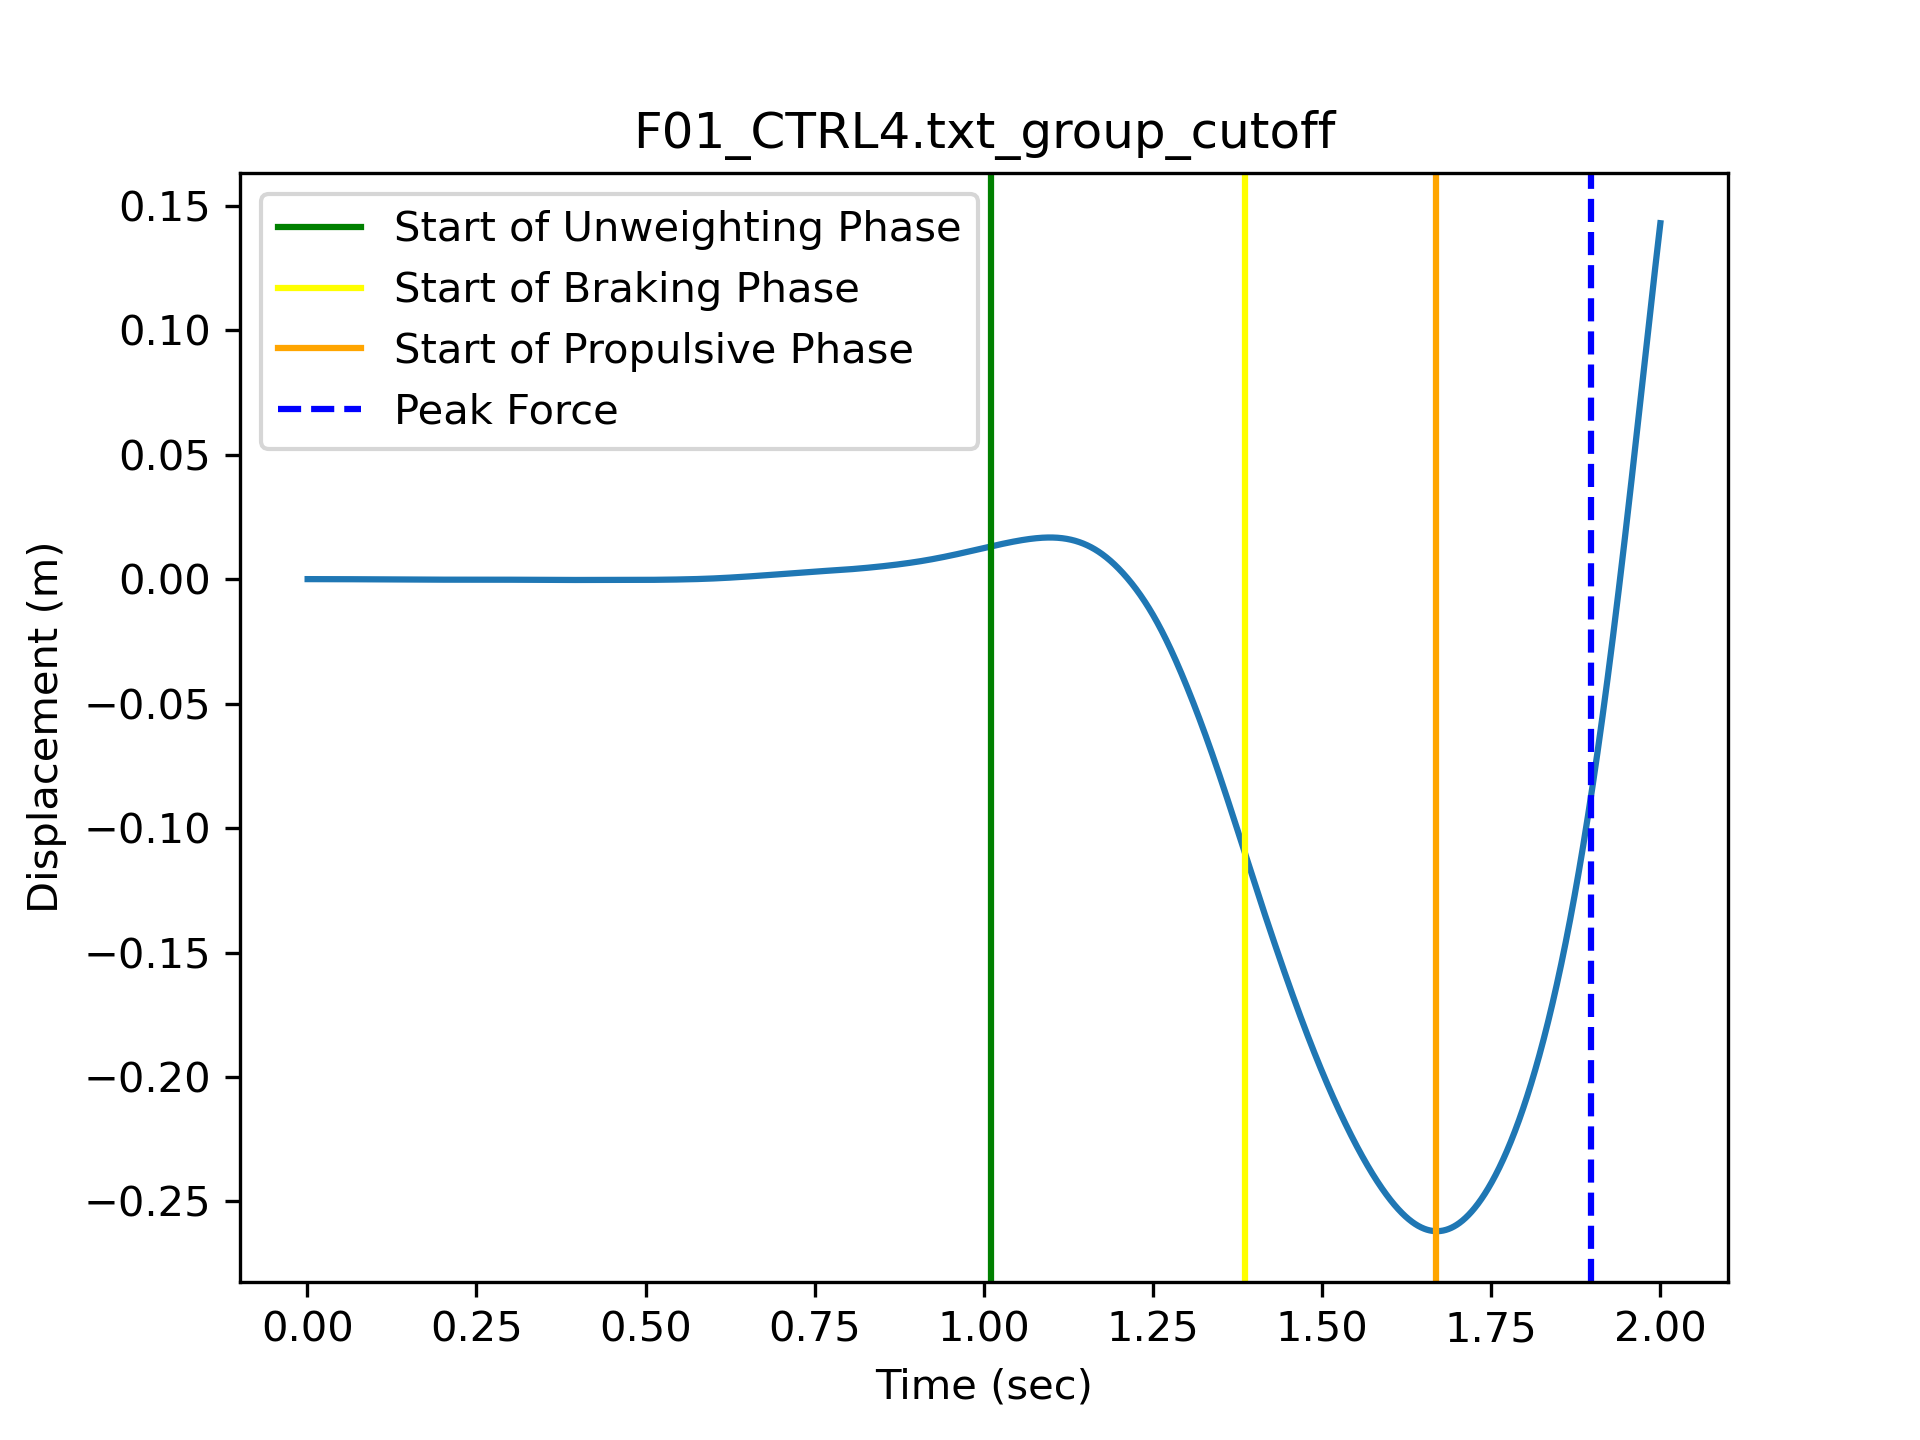 F01_CTRL4.txt_group_cutoff
Start of Unweighting Phase
Start of Braking Phase
Start of Propulsive Phase
Peak Force
0.15
0.10
0.05
0.00
−0.05
−0.10
−0.15
−0.20
−0.25
Displacement (m)
0.00 0.25 0.50 0.75 1.00 1.25 1.50 1.75 2.00
Time (sec)